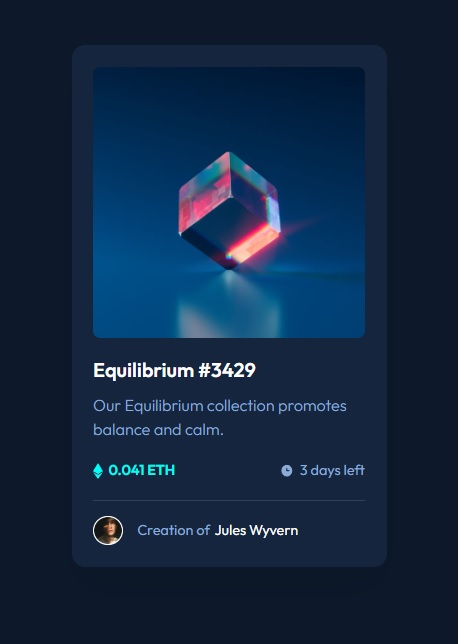 Equilibrium #3429
Our Equilibrium collection promotes
balance and calm.
0.041 ETH
3 days left
Creation of Jules Wyvern